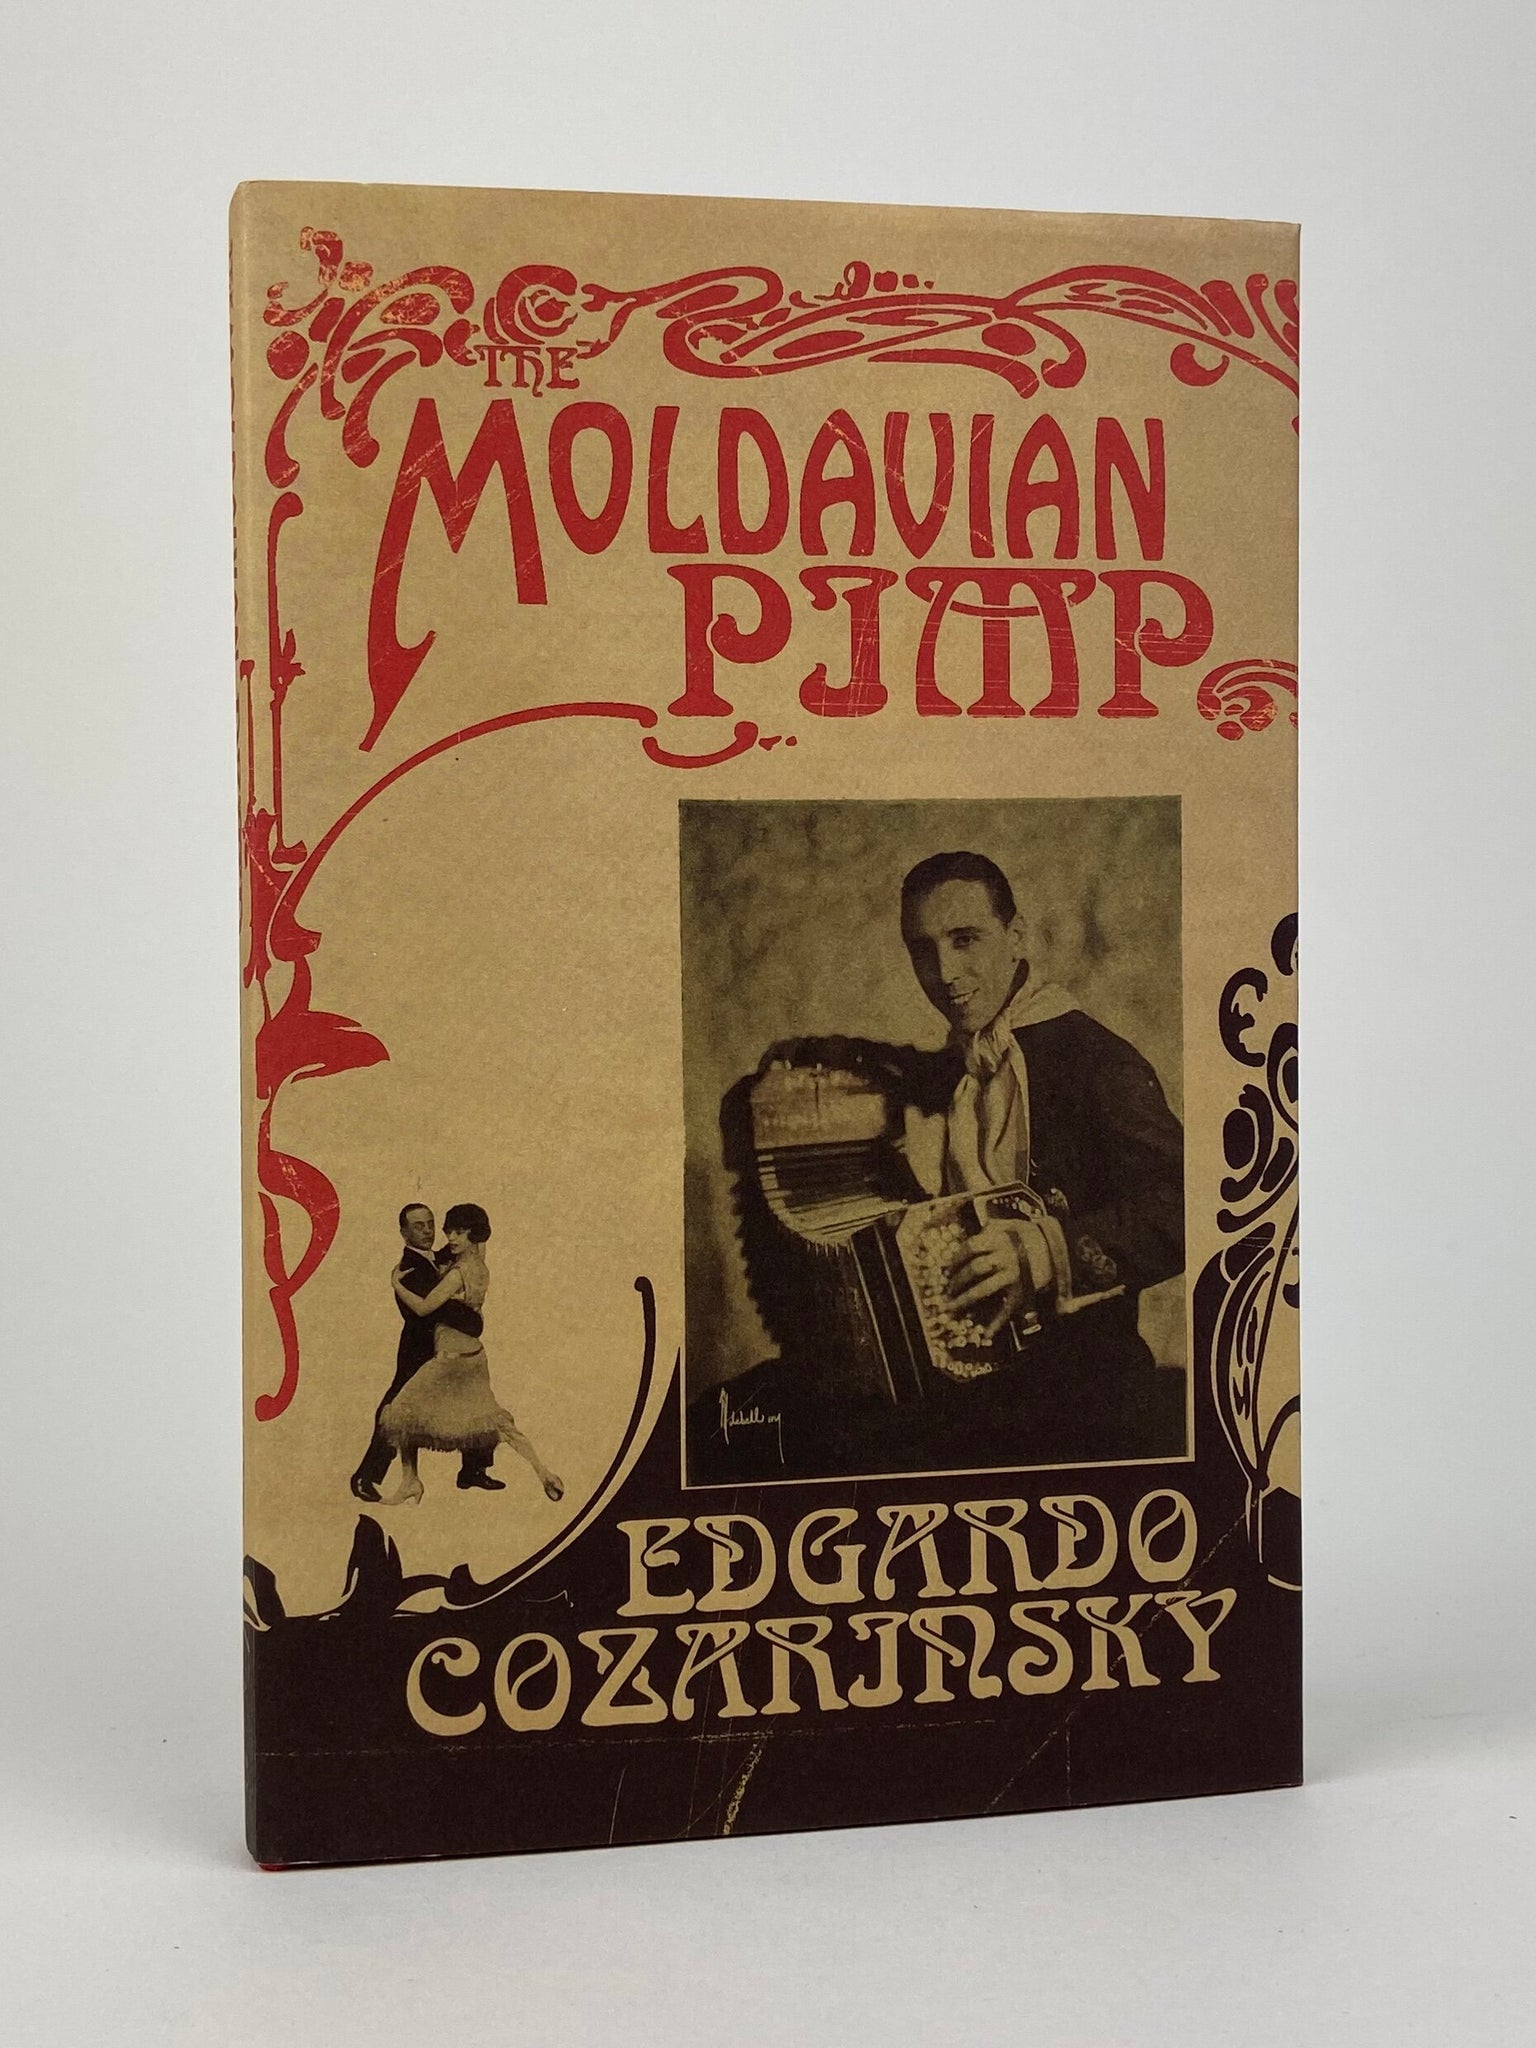 THE
MOLDAVIAN
PIMP
EDGARDO
COZARINSKY